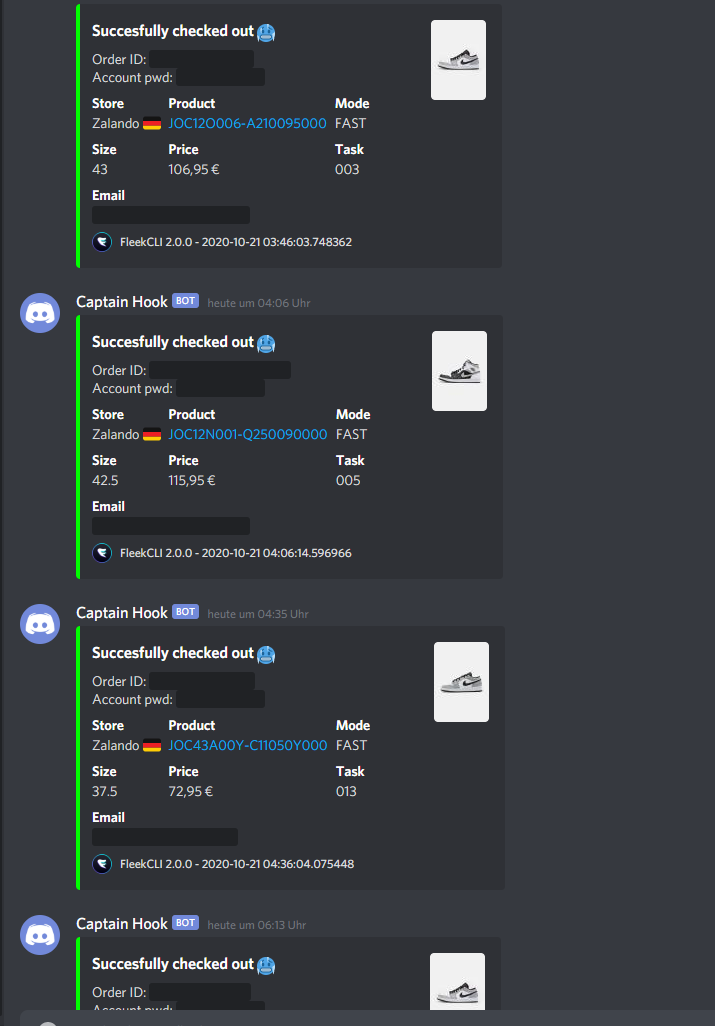 Succesfully checked out
Order ID:
Account pwd:
Store Product Mode
Zalando JOC12O006-A210095000 FAST
Size Price Task
43 106,95 € 003
Email
FleekCLI 2.0.0 - 2020-10-21 03:46:03.748362
Captain Hook BOT heute um 04:06 Uhr
Succesfully checked out
Order ID:
Account pwd:
Store Product Mode
Zalando JOC12N001-Q250090000 FAST
Size Price Task
42.5 115,95 € 005
Email
FleekCLI 2.0.0 - 2020-10-21 04:06:14.596966
Captain Hook BOT heute um 04:35 Uhr
Succesfully checked out
Order ID:
Account pwd:
Store Product Mode
Zalando JOC43A00Y-C11050Y000 FAST
Size Price Task
37.5 72,95 € 013
Email
FleekCLI 2.0.0 - 2020-10-21 04:36:04.075448
Captain Hook BOT heute um 06:13 Uhr
Succesfully checked out
Order ID:
Account pwd: